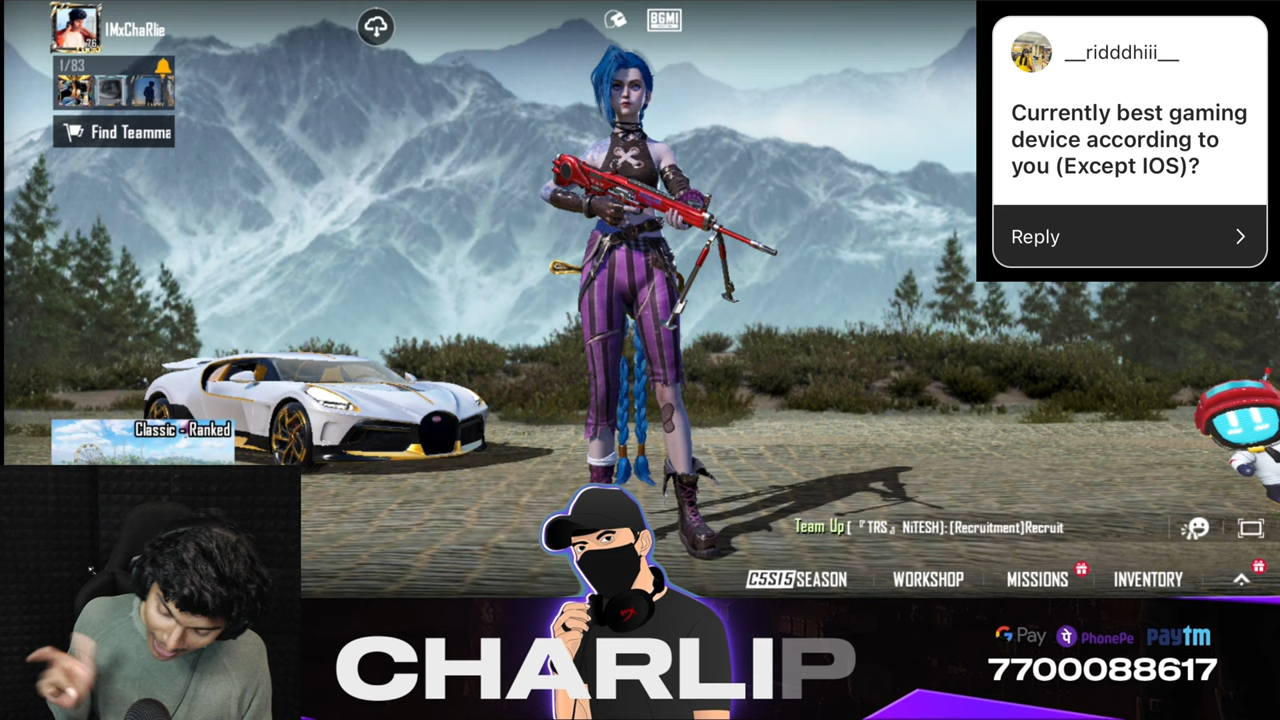 IMxChaRlie
76
1/83
Find Teamma
BGMI
__ridddhiii__
Currently best gaming
device according to
you (Except IOS)?
Reply
Classic - Ranked
Team Up [『TRS』NiTESH]:[Recruitment]Recruit
C5S15 SEASON
WORKSHOP
MISSIONS
INVENTORY
CHARLIP
G Pay
PhonePe
paytm
7700088617